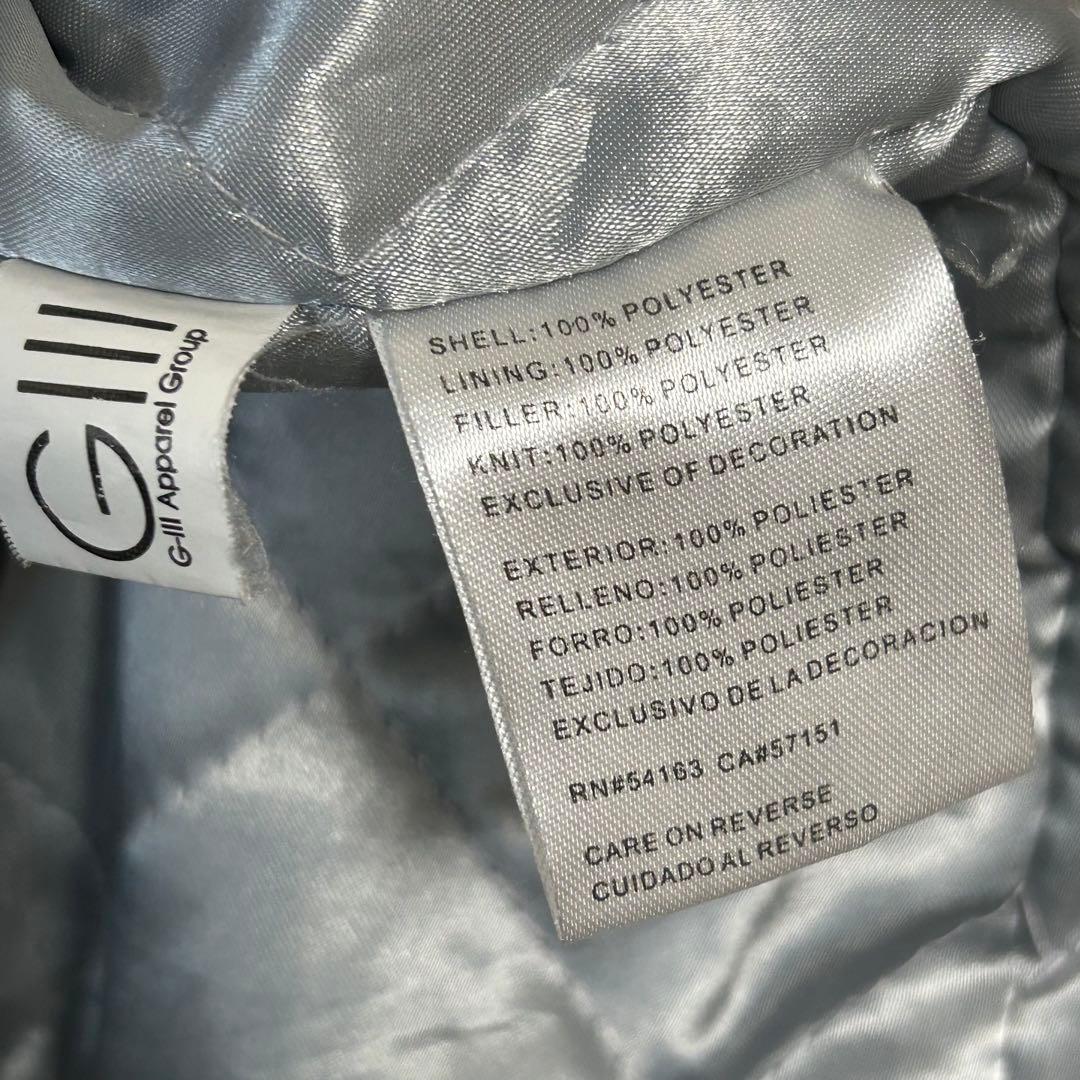 GIII
G-III Apparel Group
SHELL:100% POLYESTER
LINING:100% POLYESTER
FILLER:100% POLYESTER
KNIT:100% POLYESTER
EXCLUSIVE OF DECORATION
EXTERIOR:100% POLIESTER
RELLENO:100% POLIESTER
FORRO:100% POLIESTER
TEJIDO:100% POLIESTER
EXCLUSIVO DE LA DECORACION
RN#54163 CA#57151
CARE ON REVERSE
CUIDADO AL REVERSO